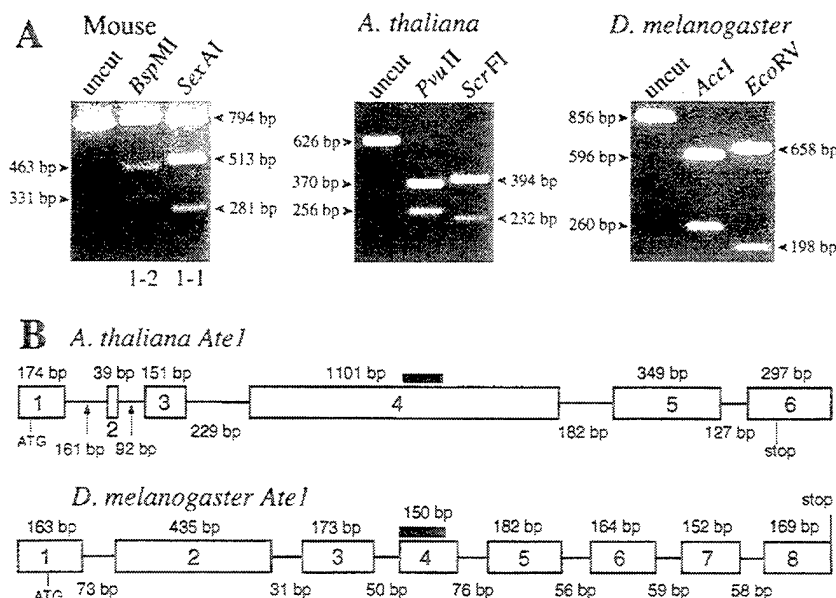 A
Mouse
A. thaliana
D. melanogaster
uncut
BspMI
SexAI
uncut
PvuII
ScrFI
uncut
AccI
EcoRV
794 bp
463 bp
513 bp
331 bp
281 bp
1-2
1-1
626 bp
370 bp
394 bp
256 bp
232 bp
856 bp
596 bp
658 bp
260 bp
198 bp
B
A. thaliana Ate1
174 bp 39 bp 151 bp 1101 bp 349 bp 297 bp
1 2 3 4 5 6
ATG 161 bp 92 bp 229 bp 182 bp 127 bp stop
D. melanogaster Ate1
stop
163 bp 435 bp 173 bp 150 bp 182 bp 164 bp 152 bp 169 bp
1 2 3 4 5 6 7 8
ATG 73 bp 31 bp 50 bp 76 bp 56 bp 59 bp 58 bp